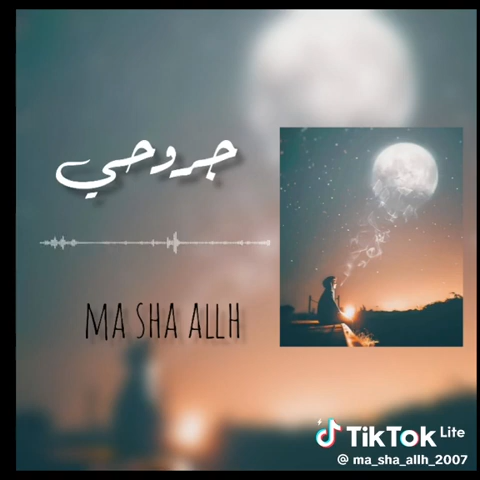 جروحي
MA SHA ALLH
TikTok Lite
@ ma_sha_allh_2007